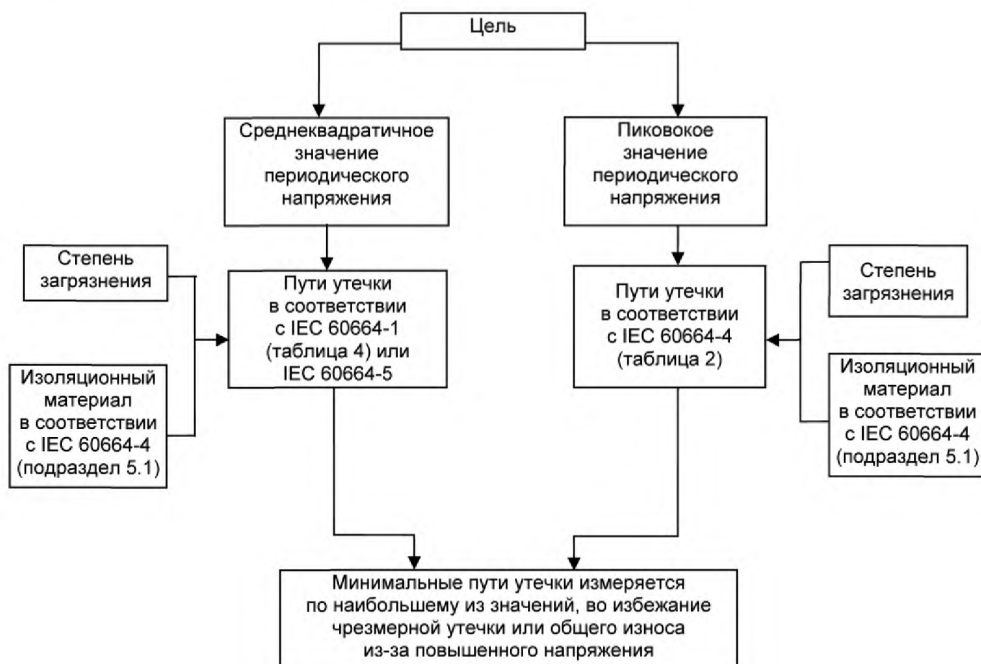 Цель
Среднеквадратичное
значение
периодического
напряжения
Пиковокое
значение
периодического
напряжения
Степень
загрязнения
Пути утечки
в соответствии
с IEC 60664-1
(таблица 4) или
IEC 60664-5
Пути утечки
в соответствии
с IEC 60664-4
(таблица 2)
Степень
загрязнения
Изоляционный
материал
в соответствии
с IEC 60664-4
(подраздел 5.1)
Изоляционный
материал
в соответствии
с IEC 60664-4
(подраздел 5.1)
Минимальные пути утечки измеряется
по наибольшему из значений, во избежание
чрезмерной утечки или общего износа
из-за повышенного напряжения